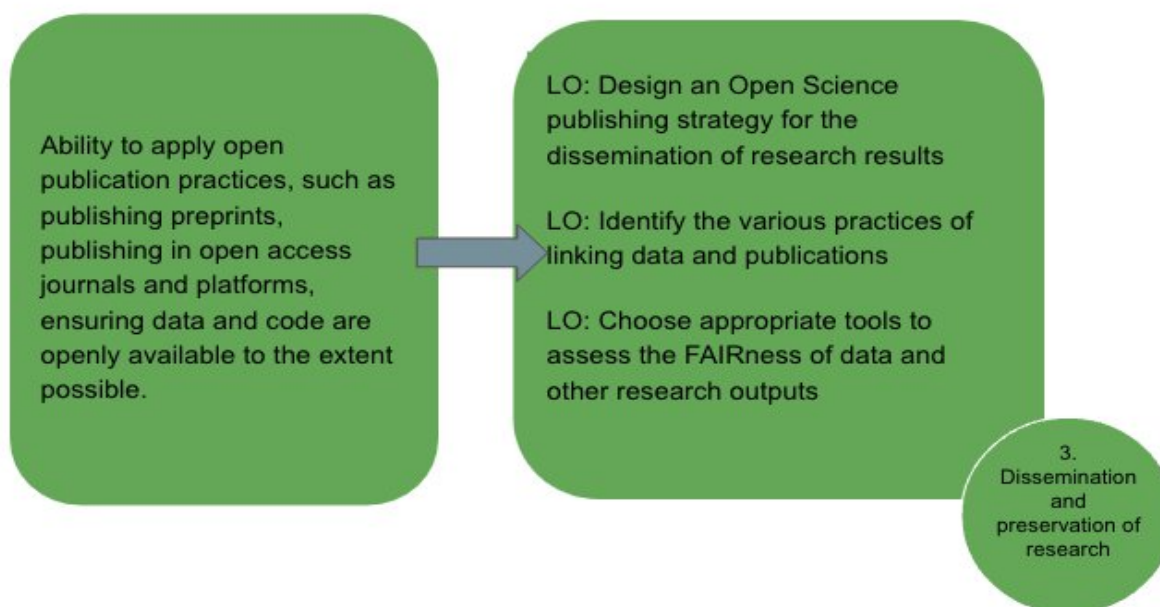 Ability to apply open
publication practices, such as
publishing preprints,
publishing in open access
journals and platforms,
ensuring data and code are
openly available to the extent
possible.
LO: Design an Open Science
publishing strategy for the
dissemination of research results
LO: Identify the various practices of
linking data and publications
LO: Choose appropriate tools to
assess the FAIRness of data and
other research outputs
3.
Dissemination
and
preservation of
research